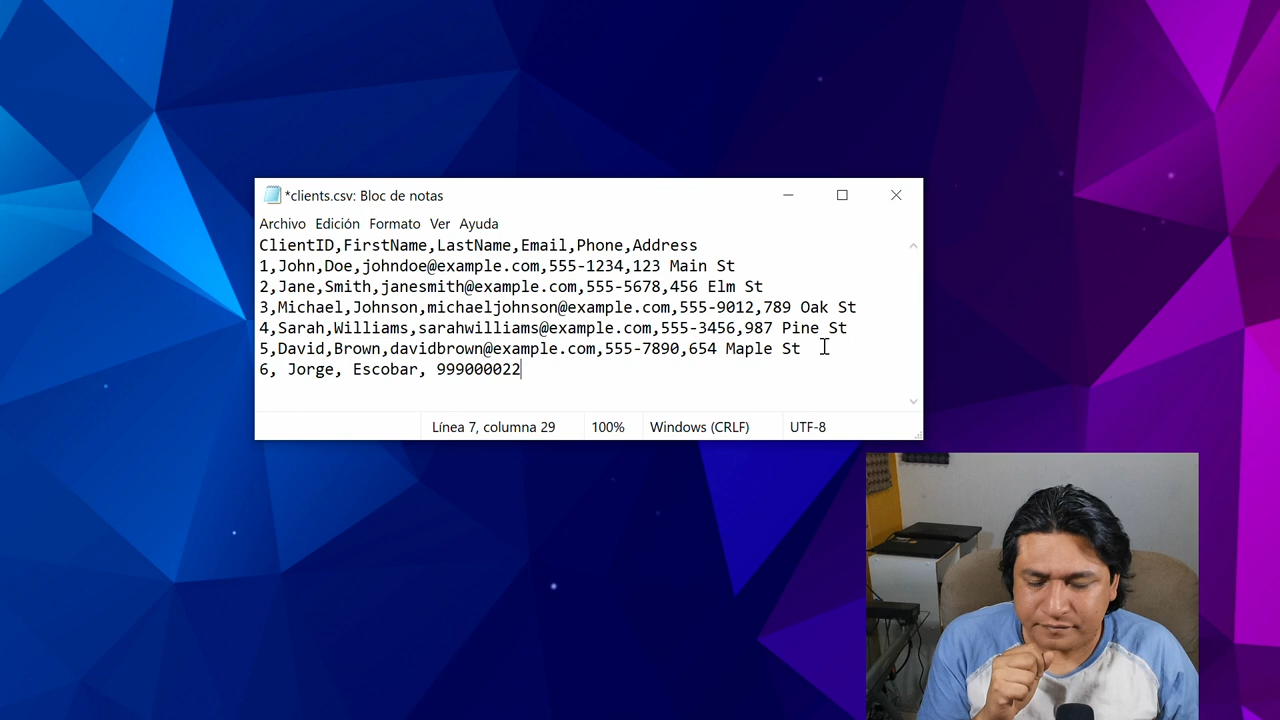 *clients.csv: Bloc de notas
Archivo Edición Formato Ver Ayuda
ClientID,FirstName,LastName,Email,Phone,Address
1,John,Doe,johndoe@example.com,555-1234,123 Main St
2,Jane,Smith,janesmith@example.com,555-5678,456 Elm St
3,Michael,Johnson,michaeljohnson@example.com,555-9012,789 Oak St
4,Sarah,Williams,sarahwilliams@example.com,555-3456,987 Pine St
5,David,Brown,davidbrown@example.com,555-7890,654 Maple St
6, Jorge, Escobar, 999000022
Línea 7, columna 29 100% Windows (CRLF) UTF-8